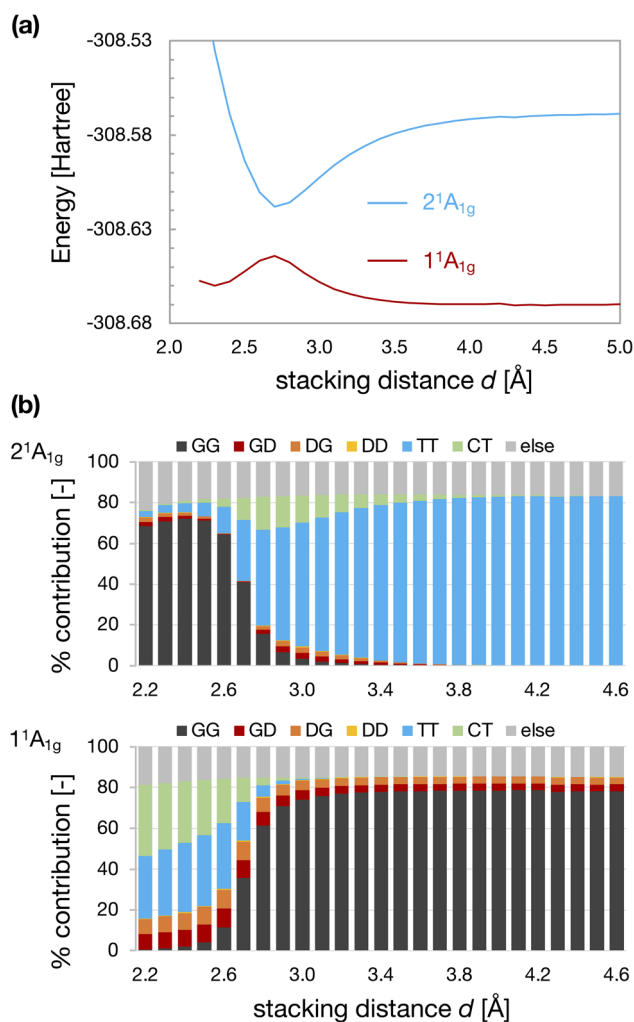 (a)
-308.53
-308.58
-308.63
-308.68
Energy [Hartree]
2¹A₁g
1¹A₁g
2.0 2.5 3.0 3.5 4.0 4.5 5.0
stacking distance d [Å]
(b)
2¹A₁g
GG GD DG DD TT CT else
100
80
60
40
20
0
% contribution [-]
2.2 2.6 3.0 3.4 3.8 4.2 4.6
1¹A₁g
GG GD DG DD TT CT else
100
80
60
40
20
0
% contribution [-]
2.2 2.6 3.0 3.4 3.8 4.2 4.6
stacking distance d [Å]